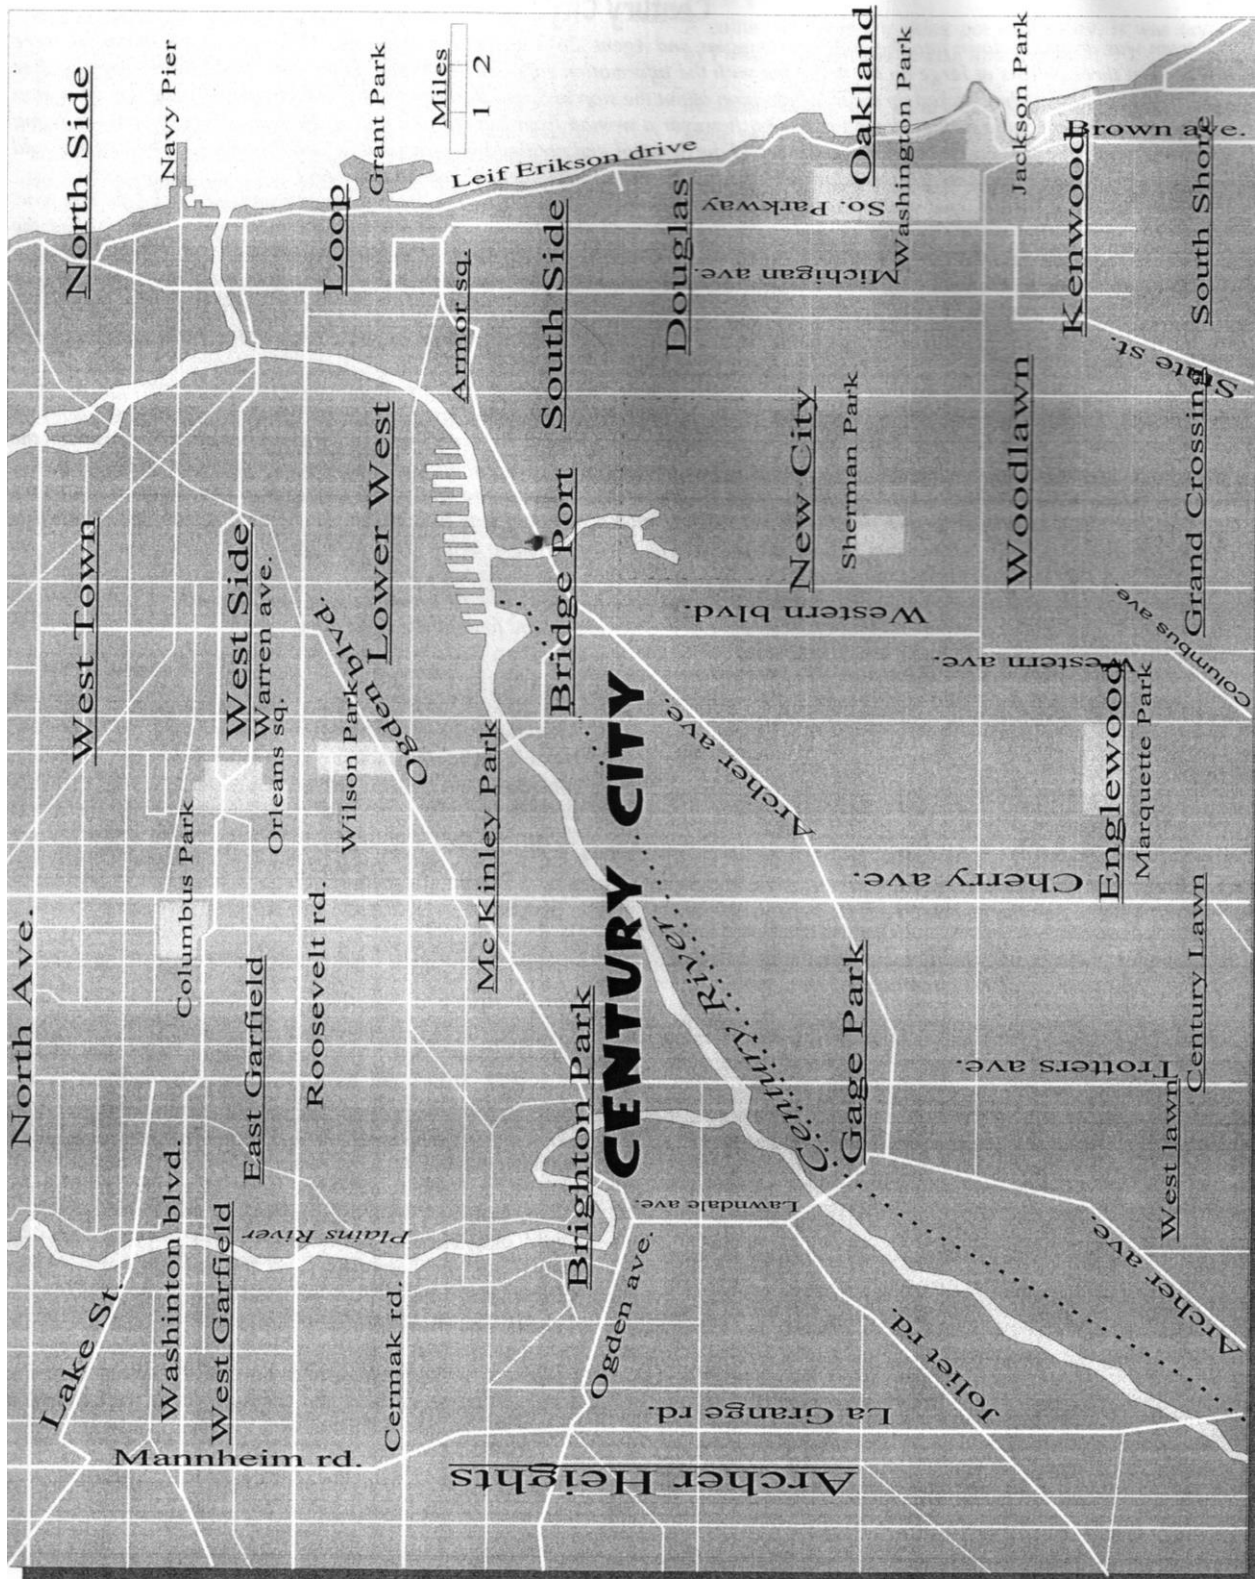 North Ave.
Lake St.
Washinton blvd.
West Garfield
Mannheim rd.
Plains River
East Garfield
Columbus Park
West Town
West Side
Warren ave.
Orleans sq.
Wilson Park
Roosevelt rd.
Cermak rd.
Ogden blvd.
Lower West
North Side
Navy Pier
Loop
Grant Park
Miles
1 2
Leif Erikson drive
Armor sq.
Mc Kinley Park
Brighton Park
Bridge Port
South Side
CENTURY CITY
Century River
Ogden ave.
Archer Heights
La Grange rd.
Lawndale ave.
Joliet rd.
Gage Park
Archer ave.
Archer ave.
Douglas
Michigan ave.
So. Parkway
Oakland
Washington Park
Jackson Park
New City
Sherman Park
Western blvd.
Western ave.
Cherry ave.
Trotters ave.
Woodlawn
Kenwood
Brown ave.
State st.
South Shore
Grand Crossing
Columbus ave
Englewood
Marquette Park
Century Lawn
West lawn